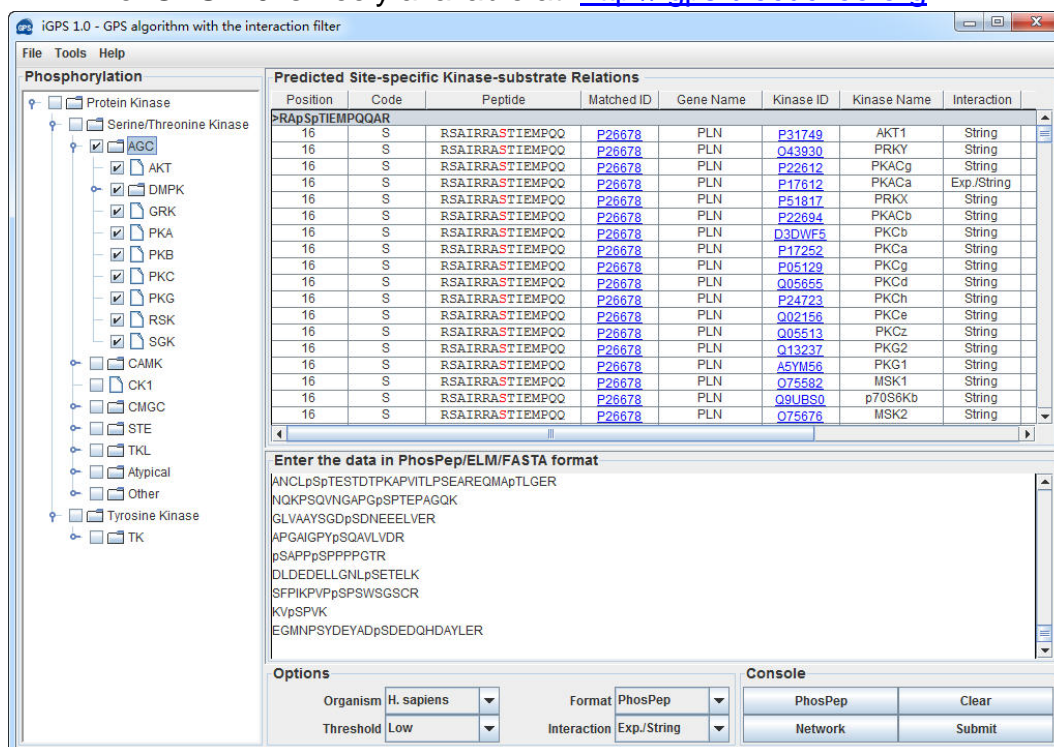 iGPS 1.0 - GPS algorithm with the interaction filter
File Tools Help
Phosphorylation
Protein Kinase
Serine/Threonine Kinase
AGC
AKT
DMPK
GRK
PKA
PKB
PKC
PKG
RSK
SGK
CAMK
CK1
CMGC
STE
TKL
Atypical
Other
Tyrosine Kinase
TK
Predicted Site-specific Kinase-substrate Relations
Position Code Peptide Matched ID Gene Name Kinase ID Kinase Name Interaction
>RApSpTIEMPQQAR
16 S RSAIRRASTIEMPQQ P26678 PLN P31749 AKT1 String
16 S RSAIRRASTIEMPQQ P26678 PLN O43930 PRKY String
16 S RSAIRRASTIEMPQQ P26678 PLN P22612 PKACg String
16 S RSAIRRASTIEMPQQ P26678 PLN P17612 PKACa Exp./String
16 S RSAIRRASTIEMPQQ P26678 PLN P51817 PRKX String
16 S RSAIRRASTIEMPQQ P26678 PLN P22694 PKACb String
16 S RSAIRRASTIEMPQQ P26678 PLN D3DWF5 PKCb String
16 S RSAIRRASTIEMPQQ P26678 PLN P17252 PKCa String
16 S RSAIRRASTIEMPQQ P26678 PLN P05129 PKCg String
16 S RSAIRRASTIEMPQQ P26678 PLN Q05655 PKCd String
16 S RSAIRRASTIEMPQQ P26678 PLN P24723 PKCh String
16 S RSAIRRASTIEMPQQ P26678 PLN Q02156 PKCe String
16 S RSAIRRASTIEMPQQ P26678 PLN Q05513 PKCz String
16 S RSAIRRASTIEMPQQ P26678 PLN Q13237 PKG2 String
16 S RSAIRRASTIEMPQQ P26678 PLN A5YM56 PKG1 String
16 S RSAIRRASTIEMPQQ P26678 PLN O75582 MSK1 String
16 S RSAIRRASTIEMPQQ P26678 PLN Q9UBS0 p70S6Kb String
16 S RSAIRRASTIEMPQQ P26678 PLN O75676 MSK2 String
Enter the data in PhosPep/ELM/FASTA format
ANCLpSpTESTDTPKAPVITLPSEAREQMApTLGER
NQKPSQVNGAPGpSPTEPAGQK
GLVAAYSGDpSDNEEELVER
APGAIGPYpSQAVLVDR
pSAPPpSPPPPGTR
DLDEDELLGNLpSETELK
SFPIKPVPpSPSWSGSCR
KVpSPVK
EGMNPSYDEYADpSDEDQHDAYLER
Options
Organism H. sapiens Format PhosPep
Threshold Low Interaction Exp./String
Console
PhosPep Clear
Network Submit